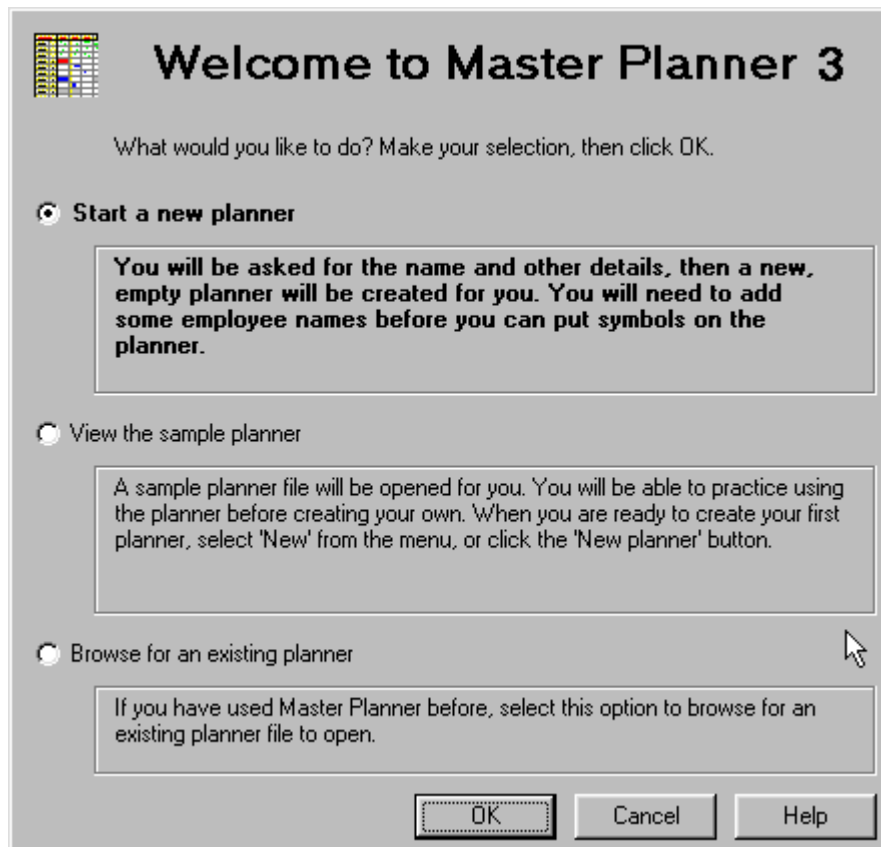 Welcome to Master Planner 3
What would you like to do? Make your selection, then click OK.
Start a new planner
You will be asked for the name and other details, then a new,
empty planner will be created for you. You will need to add
some employee names before you can put symbols on the
planner.
View the sample planner
A sample planner file will be opened for you. You will be able to practice using
the planner before creating your own. When you are ready to create your first
planner, select 'New' from the menu, or click the 'New planner' button.
Browse for an existing planner
If you have used Master Planner before, select this option to browse for an
existing planner file to open.
OK Cancel Help